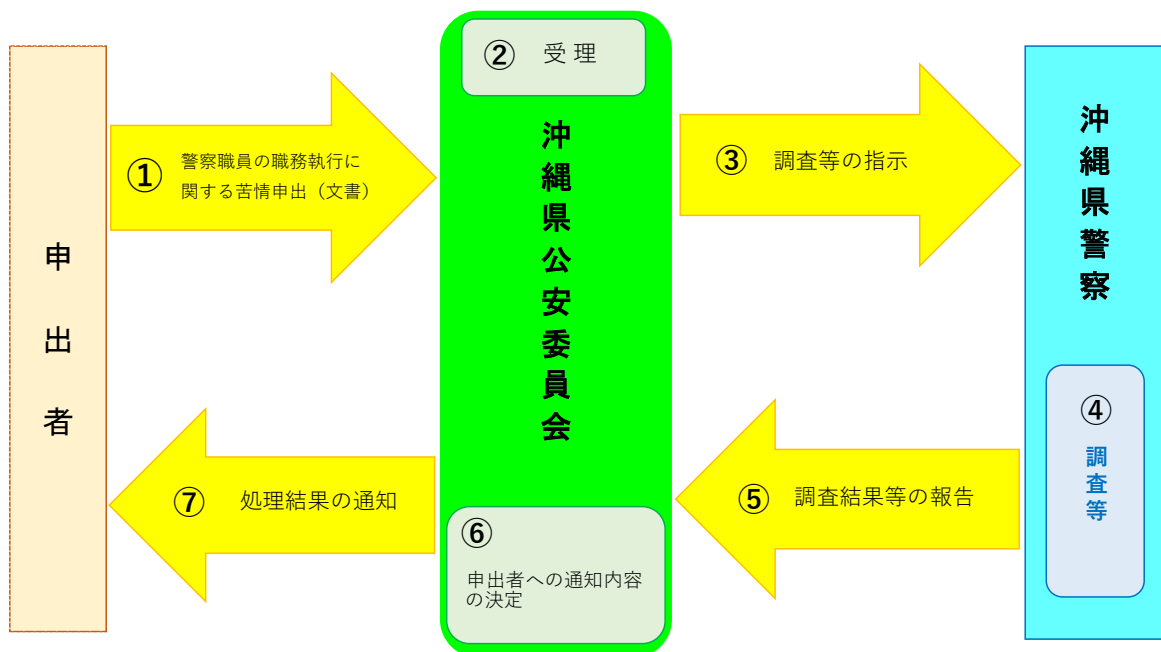 申出者
① 警察職員の職務執行に
関する苦情申出（文書）
② 受 理
沖縄県公安委員会
③ 調査等の指示
沖縄県警察
④
調査等
⑤ 調査結果等の報告
⑥
申出者への通知内容
の決定
⑦ 処理結果の通知